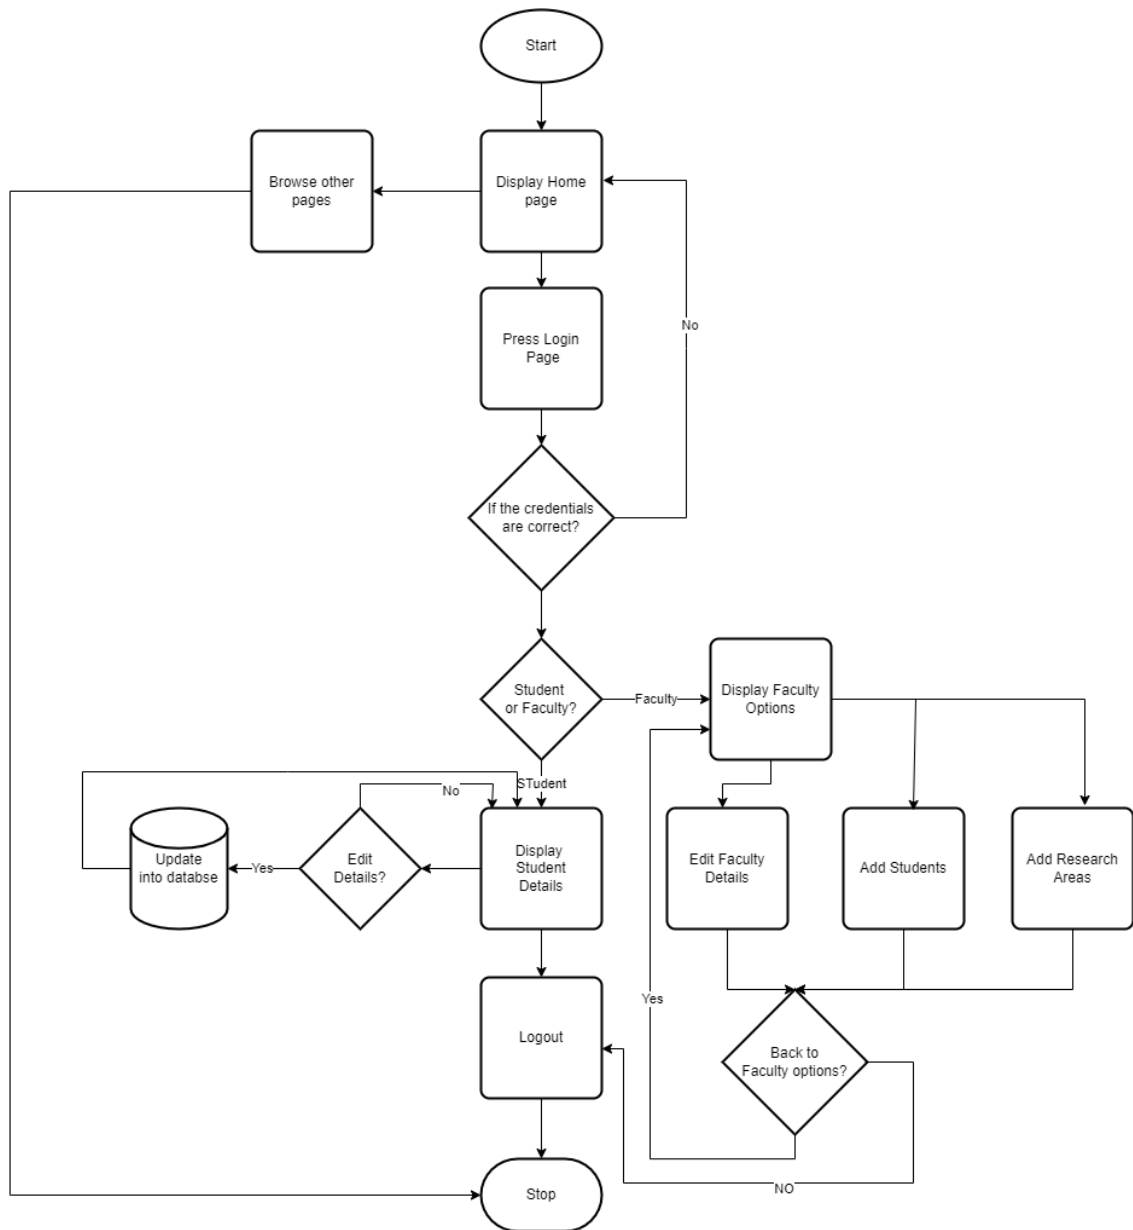 Start
Browse other
pages
Display Home
page
No
Press Login
Page
If the credentials
are correct?
Student
or Faculty?
Faculty
Display Faculty
Options
STudent
No
Update
into databse
Yes
Edit
Details?
Display
Student
Details
Edit Faculty
Details
Add Students
Add Research
Areas
Yes
Logout
Back to
Faculty options?
NO
Stop